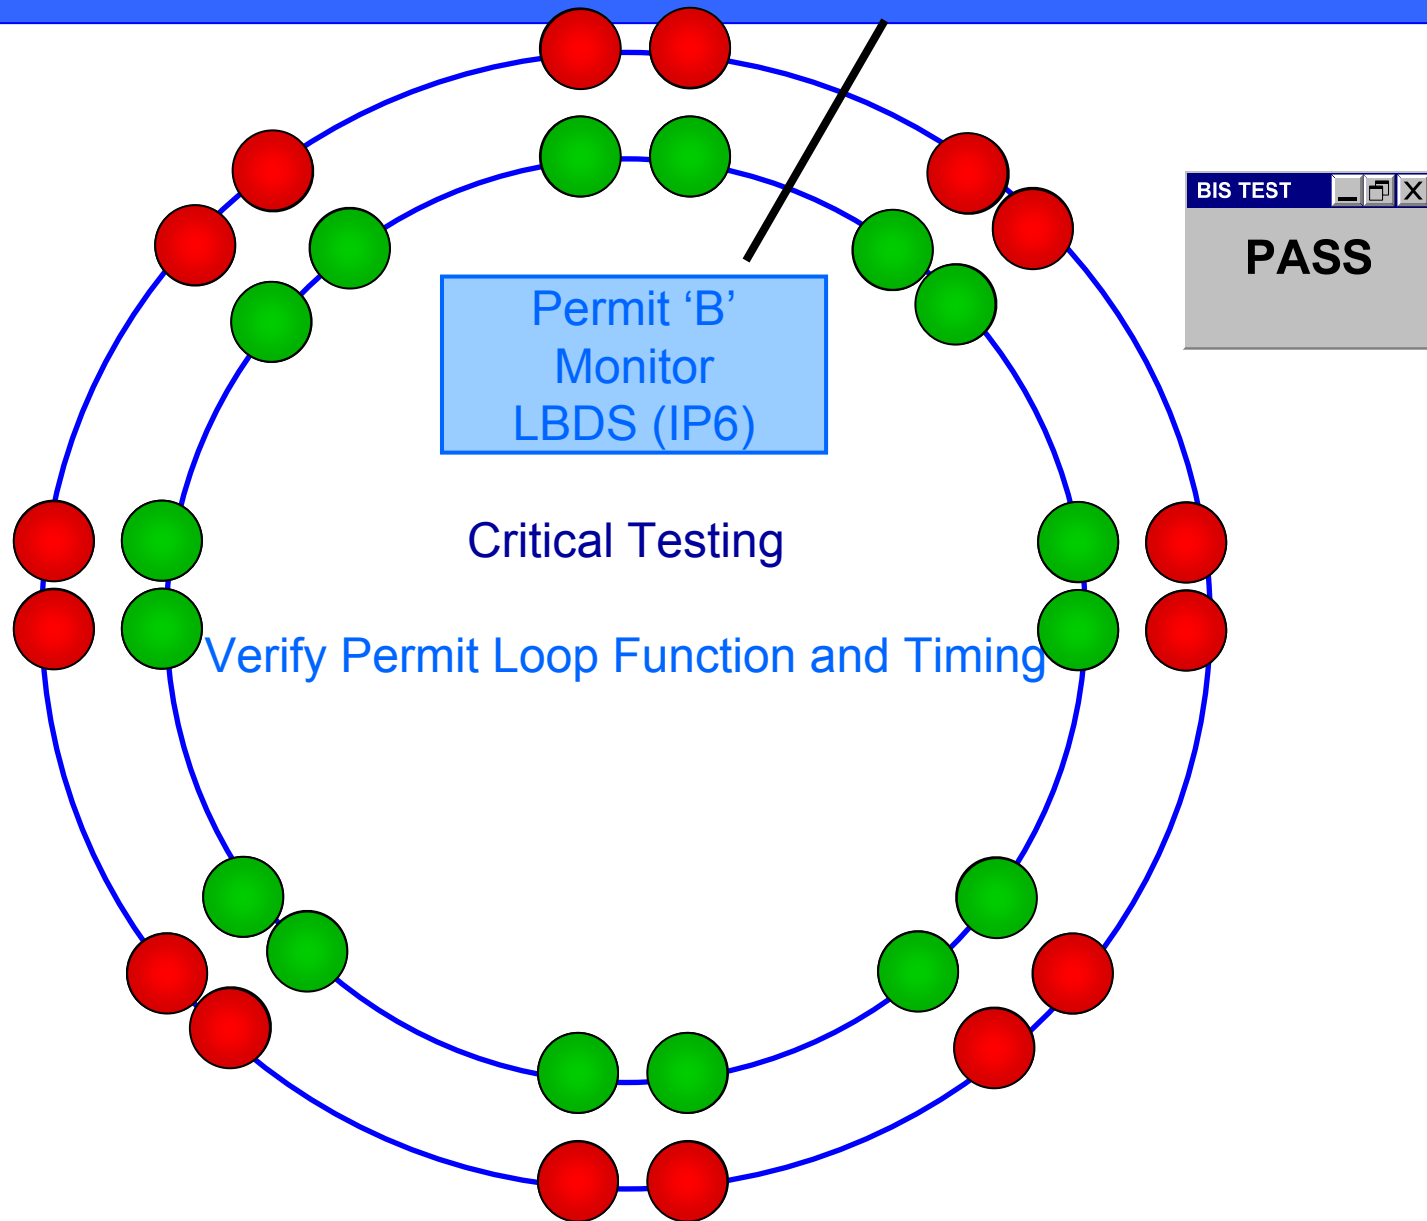 BIS TEST
PASS
Permit ‘B’
Monitor
LBDS (IP6)
Critical Testing
Verify Permit Loop Function and Timing